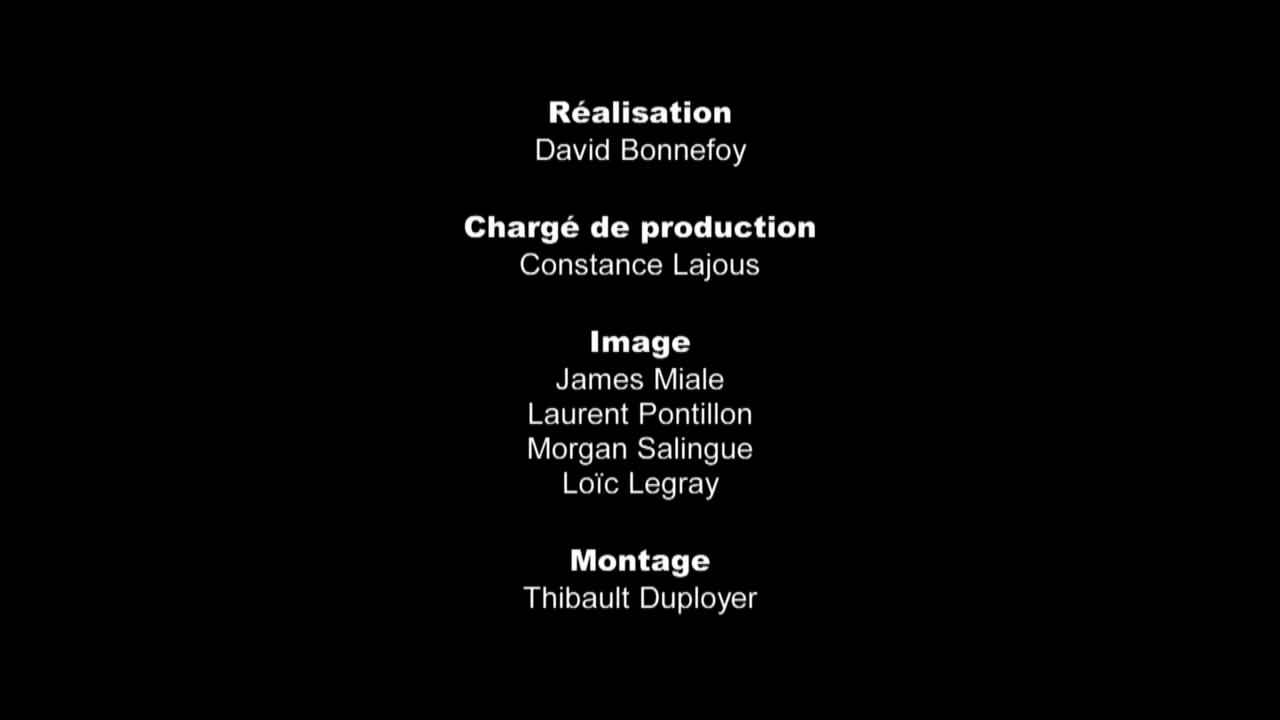 Réalisation
David Bonnefoy
Chargé de production
Constance Lajous
Image
James Miale
Laurent Pontillon
Morgan Salingue
Loïc Legray
Montage
Thibault Duployer